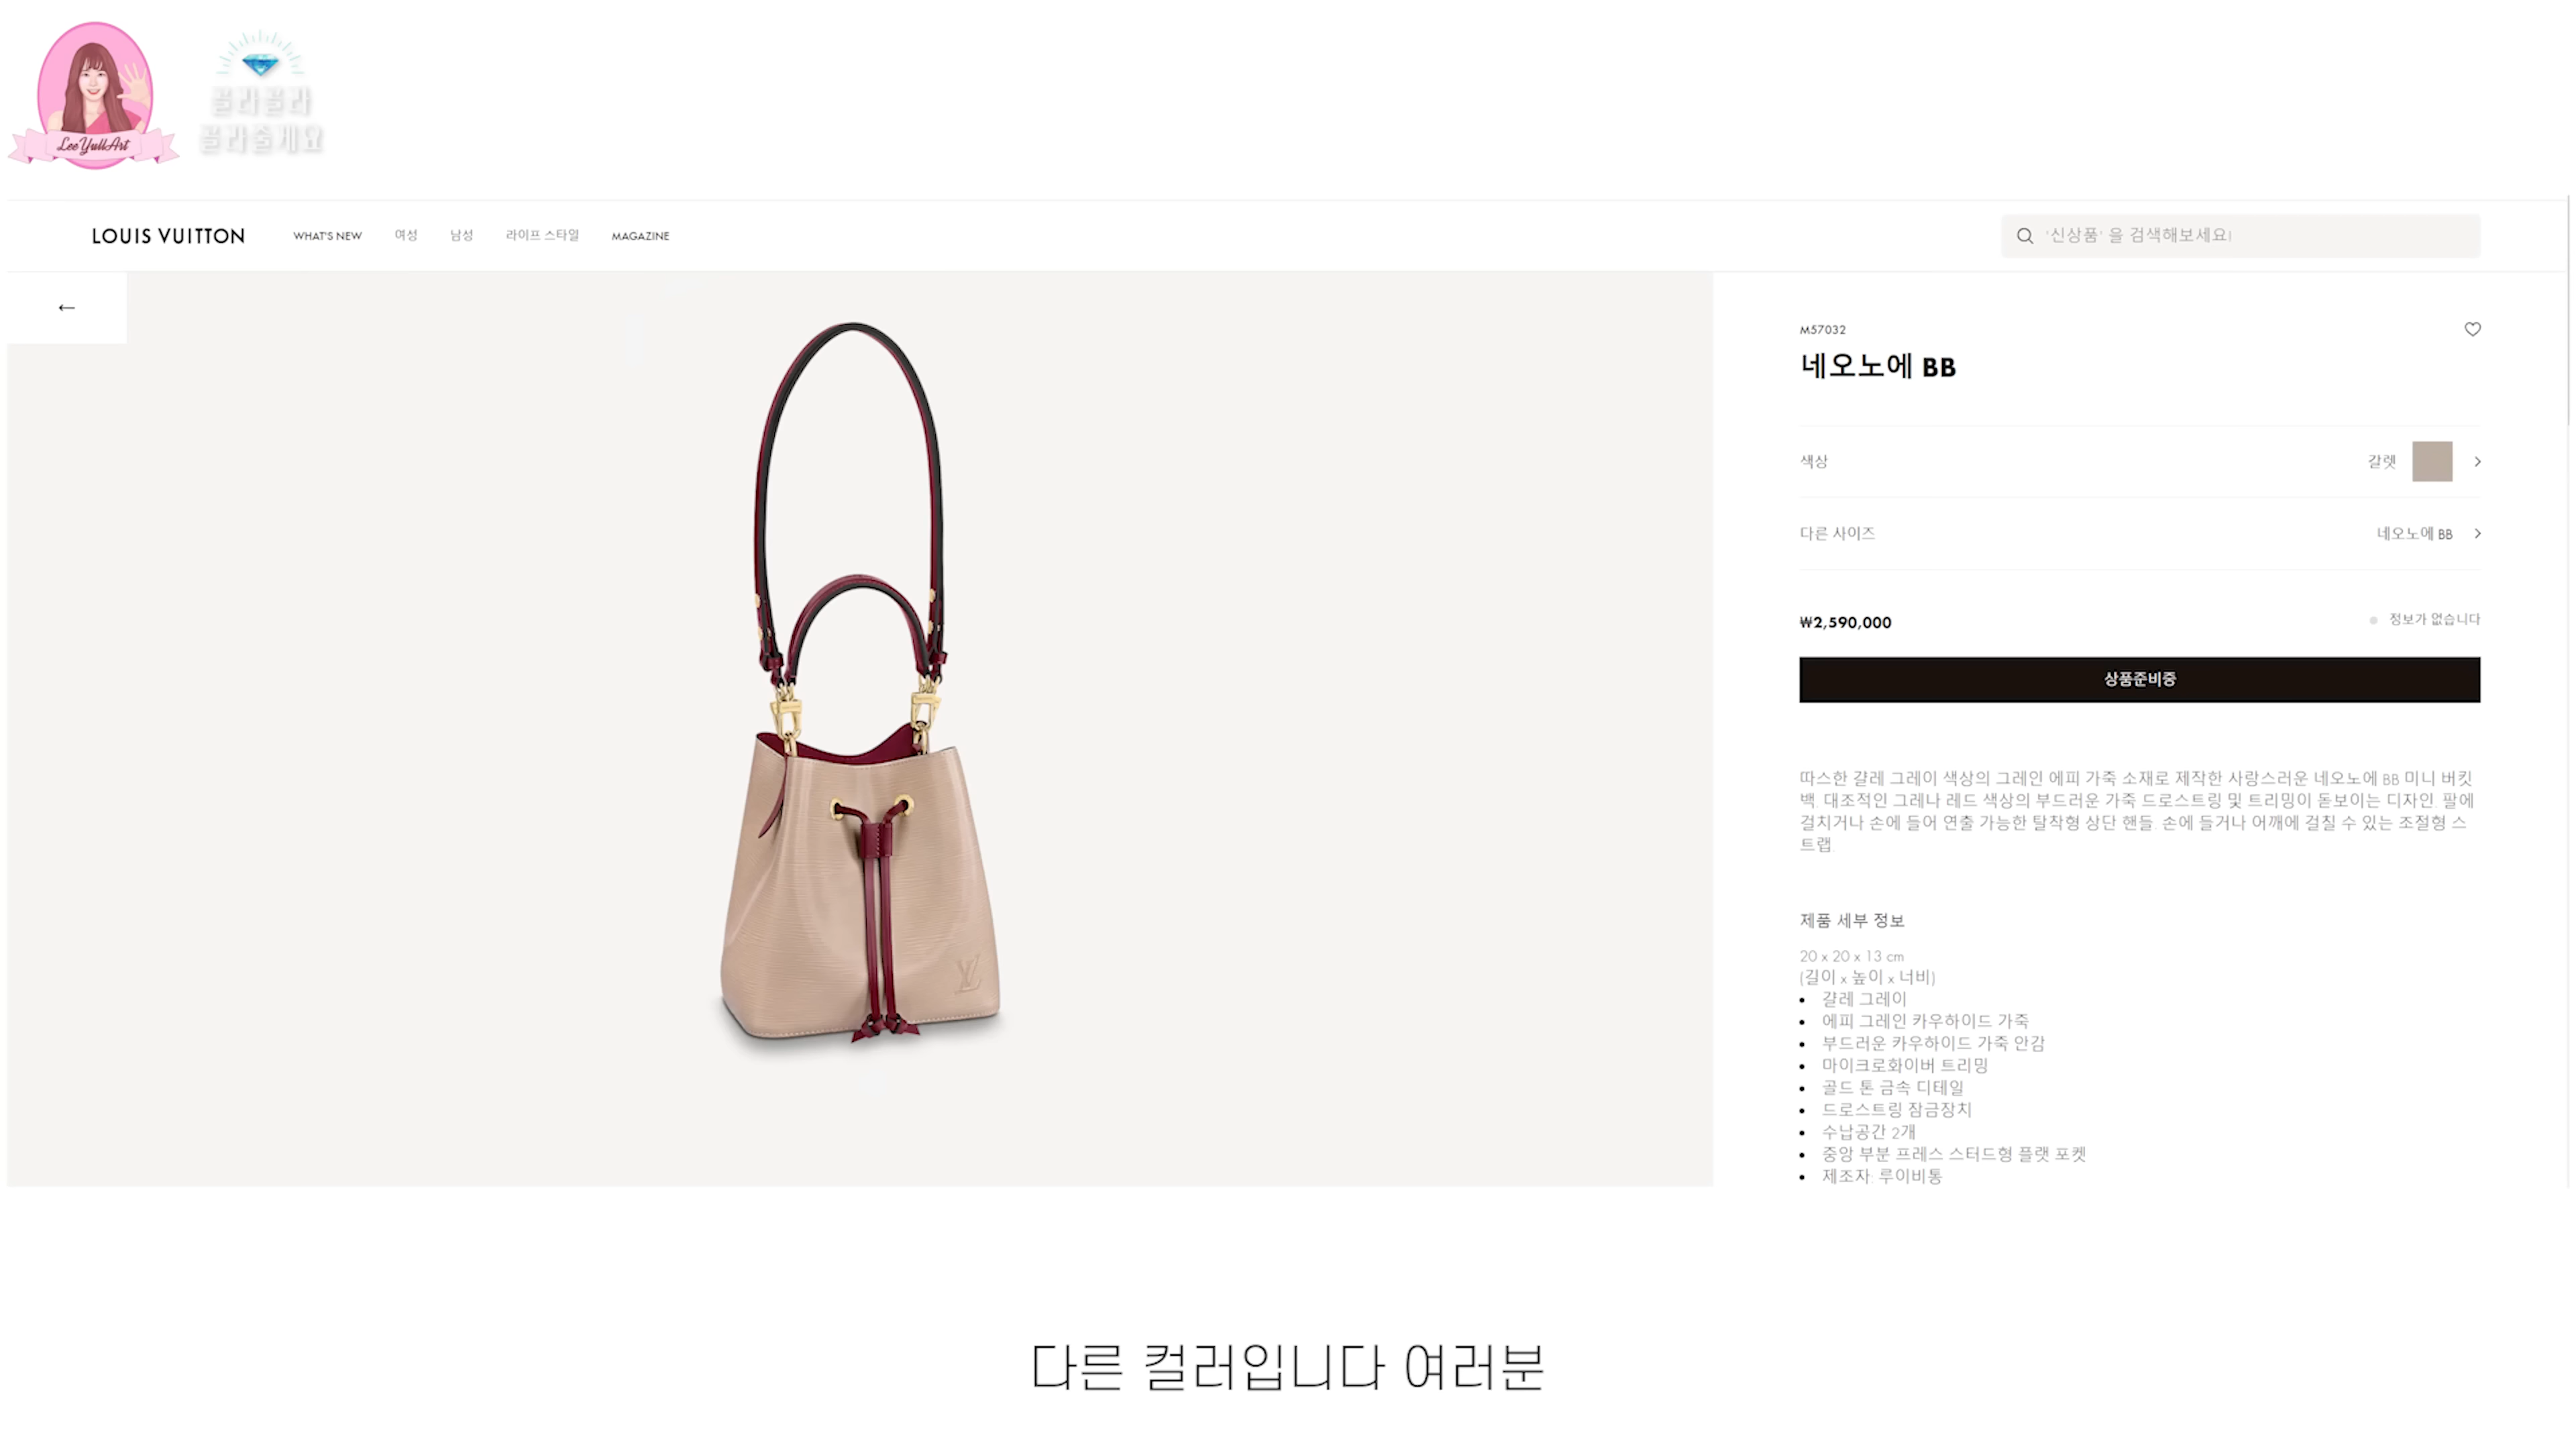 LeeYullArt
골라골라
골라줄게요
LOUIS VUITTON
WHAT'S NEW 여성 남성 라이프 스타일 MAGAZINE
'신상품' 을 검색해보세요!
←
M57032
네오노에 BB
색상 갈렛
다른 사이즈 네오노에 BB
₩2,590,000 정보가 없습니다
상품준비중
따스한 걀레 그레이 색상의 그레인 에피 가죽 소재로 제작한 사랑스러운 네오노에 BB 미니 버킷
백. 대조적인 그레나 레드 색상의 부드러운 가죽 드로스트링 및 트리밍이 돋보이는 디자인. 팔에
걸치거나 손에 들어 연출 가능한 탈착형 상단 핸들. 손에 들거나 어깨에 걸칠 수 있는 조절형 스
트랩.
제품 세부 정보
20 x 20 x 13 cm
(길이 x 높이 x 너비)
• 걀레 그레이
• 에피 그레인 카우하이드 가죽
• 부드러운 카우하이드 가죽 안감
• 마이크로화이버 트리밍
• 골드 톤 금속 디테일
• 드로스트링 잠금장치
• 수납공간 2개
• 중앙 부분 프레스 스터드형 플랫 포켓
• 제조자: 루이비통
LV
다른 컬러입니다 여러분